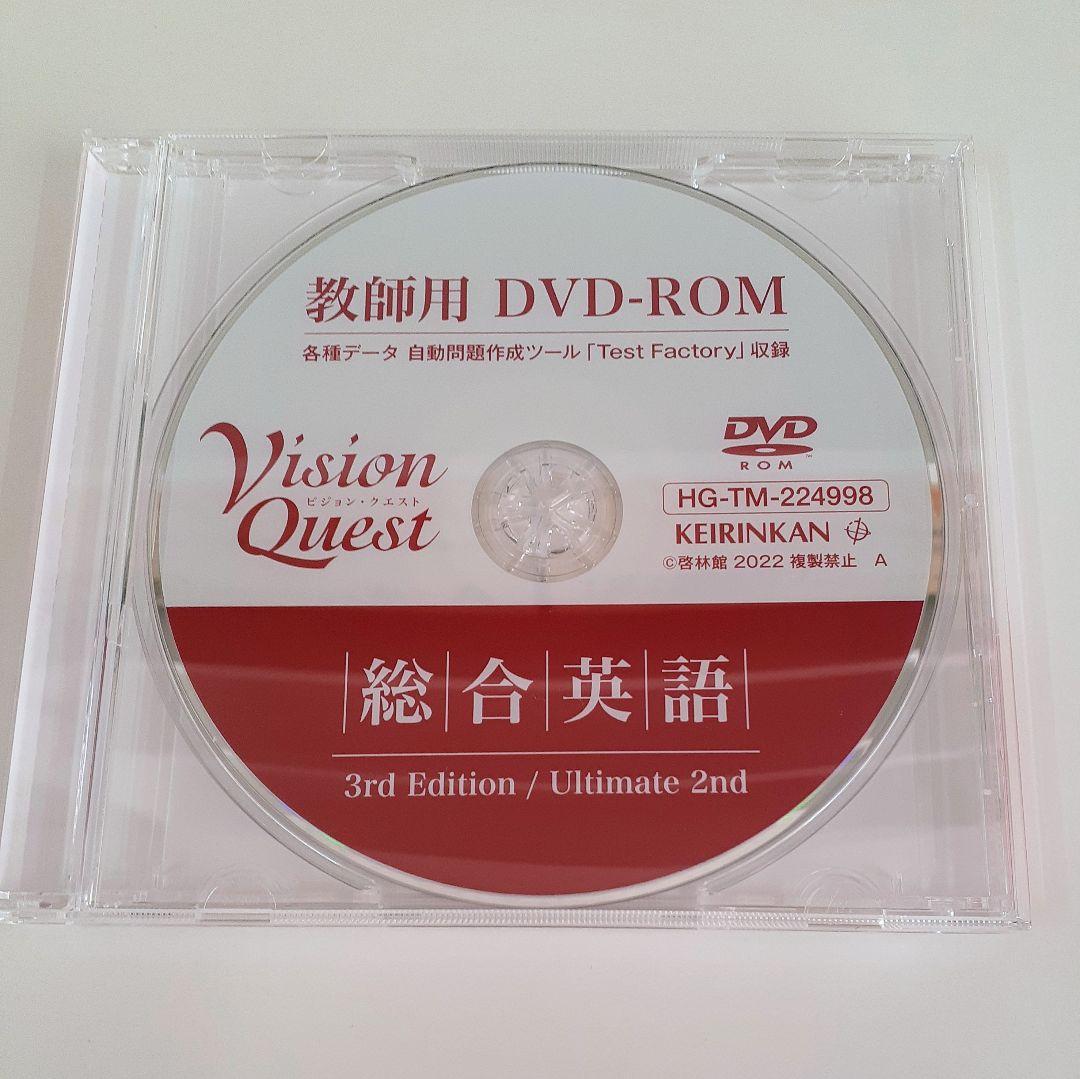 教師用 DVD-ROM
各種データ 自動問題作成ツール「Test Factory」収録
Vision
ビジョン・クエスト
Quest
DVD
ROM
TM
HG-TM-224998
KEIRINKAN
©啓林館 2022 複製禁止 A
総合英語
3rd Edition / Ultimate 2nd